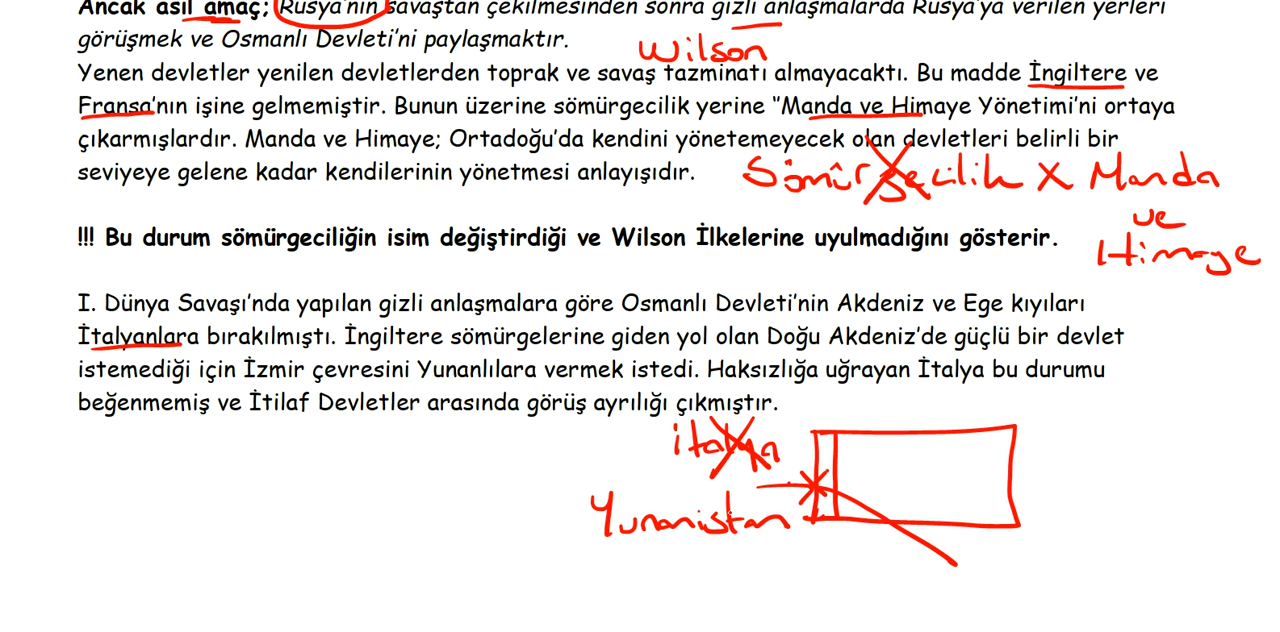 Ancak asıl amaç; Rusya'nın savaştan çekilmesinden sonra gizli anlaşmalarda Rusya'ya verilen yerleri
görüşmek ve Osmanlı Devleti'ni paylaşmaktır.
Wilson
Yenen devletler yenilen devletlerden toprak ve savaş tazminatı almayacaktı. Bu madde İngiltere ve
Fransa'nın işine gelmemiştir. Bunun üzerine sömürgecilik yerine "Manda ve Himaye Yönetimi'ni ortaya
çıkarmışlardır. Manda ve Himaye; Ortadoğu'da kendini yönetemeyecek olan devletleri belirli bir
seviyeye gelene kadar kendilerinin yönetmesi anlayışıdır.
Sömürgecilik X Manda
ve
Himaye
!!! Bu durum sömürgeciliğin isim değiştirdiği ve Wilson İlkelerine uyulmadığını gösterir.
I. Dünya Savaşı'nda yapılan gizli anlaşmalara göre Osmanlı Devleti'nin Akdeniz ve Ege kıyıları
İtalyanlara bırakılmıştı. İngiltere sömürgelerine giden yol olan Doğu Akdeniz'de güçlü bir devlet
istemediği için İzmir çevresini Yunanlılara vermek istedi. Haksızlığa uğrayan İtalya bu durumu
beğenmemiş ve İtilaf Devletler arasında görüş ayrılığı çıkmıştır.
italya
Yunanistan